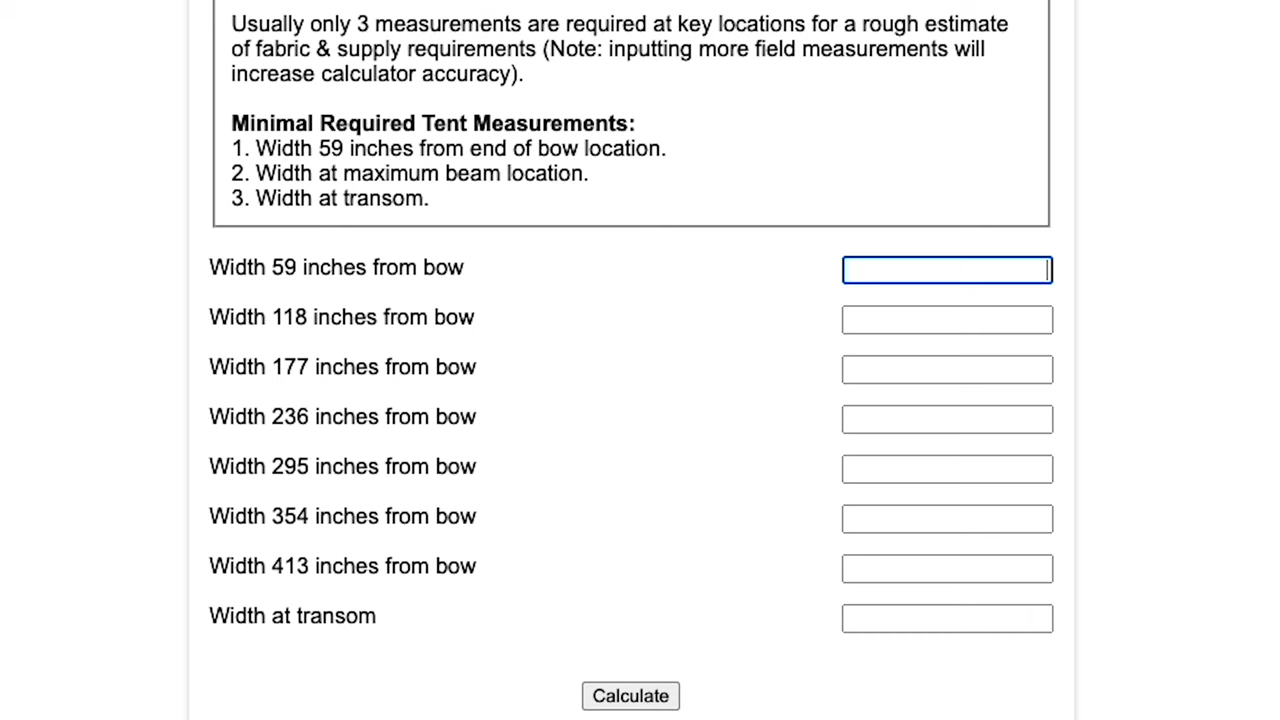 Usually only 3 measurements are required at key locations for a rough estimate
of fabric & supply requirements (Note: inputting more field measurements will
increase calculator accuracy).
Minimal Required Tent Measurements:
1. Width 59 inches from end of bow location.
2. Width at maximum beam location.
3. Width at transom.
Width 59 inches from bow
Width 118 inches from bow
Width 177 inches from bow
Width 236 inches from bow
Width 295 inches from bow
Width 354 inches from bow
Width 413 inches from bow
Width at transom
Calculate